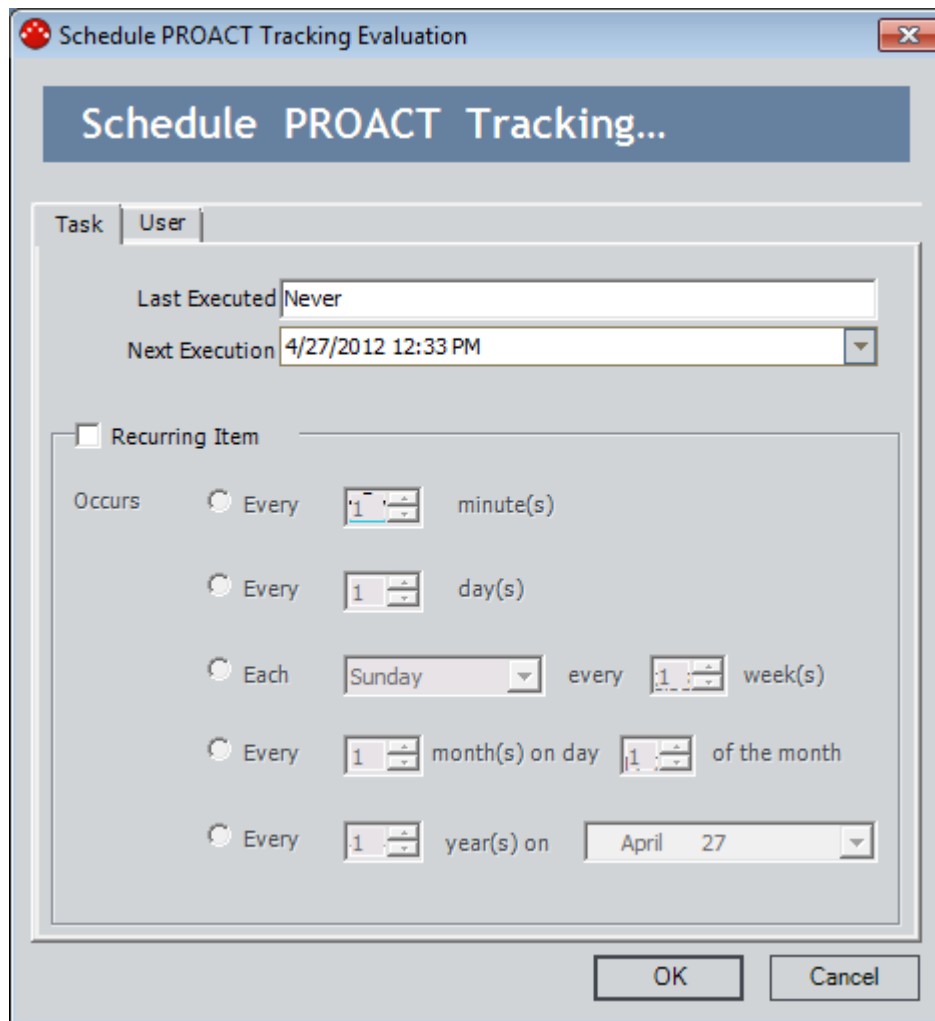 Schedule PROACT Tracking Evaluation
Schedule PROACT Tracking...
Task User
Last Executed Never
Next Execution 4/27/2012 12:33 PM
Recurring Item
Occurs Every 1 minute(s)
Every 1 day(s)
Each Sunday every 1 week(s)
Every 1 month(s) on day 1 of the month
Every 1 year(s) on April 27
OK Cancel